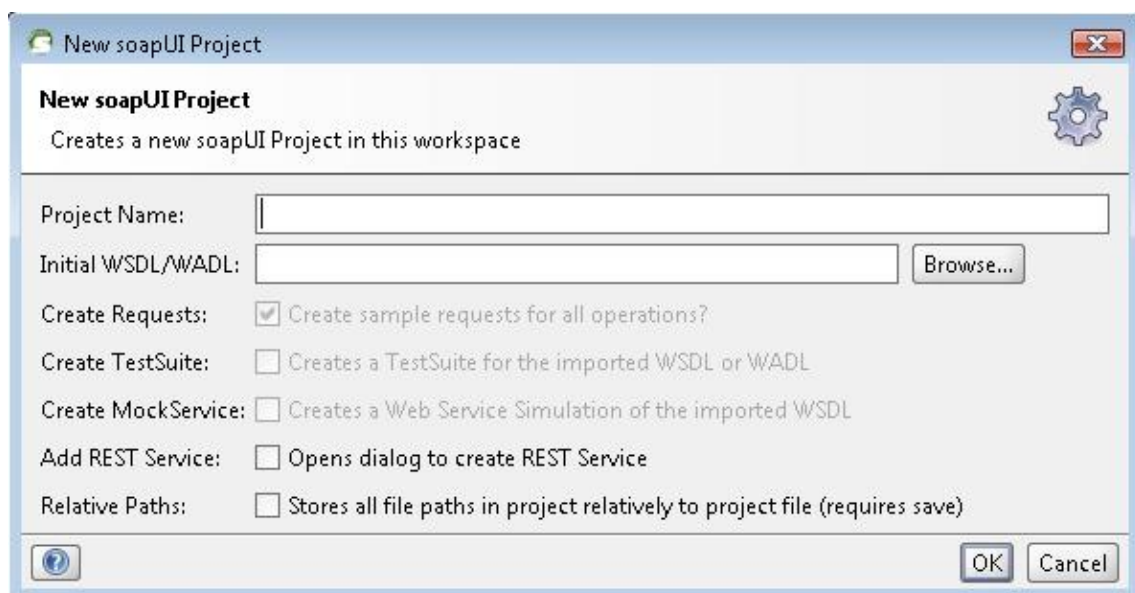 New soapUI Project
New soapUI Project
Creates a new soapUI Project in this workspace
Project Name:
Initial WSDL/WADL: Browse...
Create Requests: Create sample requests for all operations?
Create TestSuite: Creates a TestSuite for the imported WSDL or WADL
Create MockService: Creates a Web Service Simulation of the imported WSDL
Add REST Service: Opens dialog to create REST Service
Relative Paths: Stores all file paths in project relatively to project file (requires save)
? OK Cancel